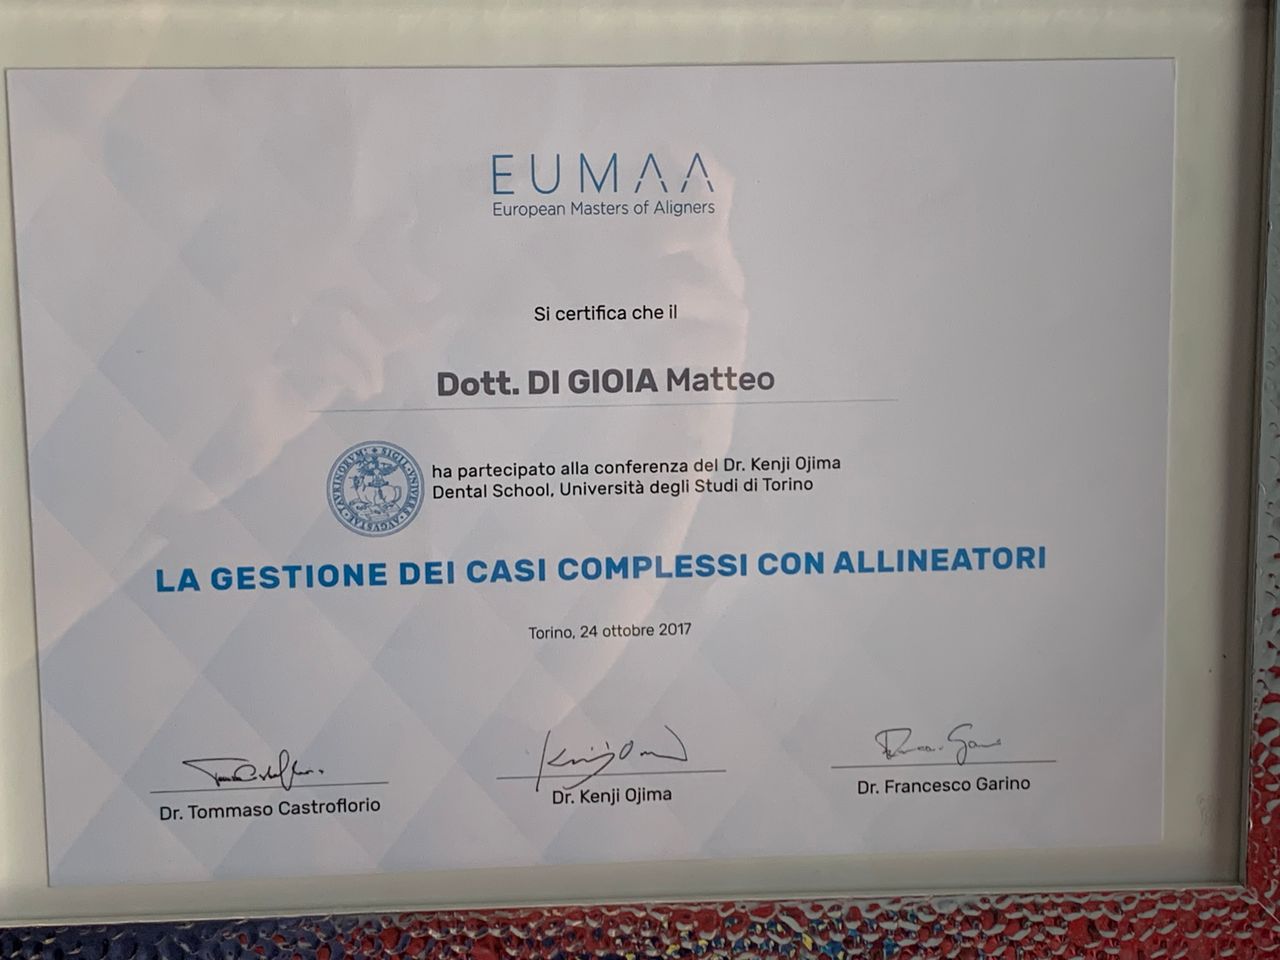 EUMAA
European Masters of Aligners
Si certifica che il
Dott. DI GIOIA Matteo
ha partecipato alla conferenza del Dr. Kenji Ojima
Dental School, Università degli Studi di Torino
LA GESTIONE DEI CASI COMPLESSI CON ALLINEATORI
Torino, 24 ottobre 2017
Dr. Tommaso Castroflorio
Dr. Kenji Ojima
Dr. Francesco Garino